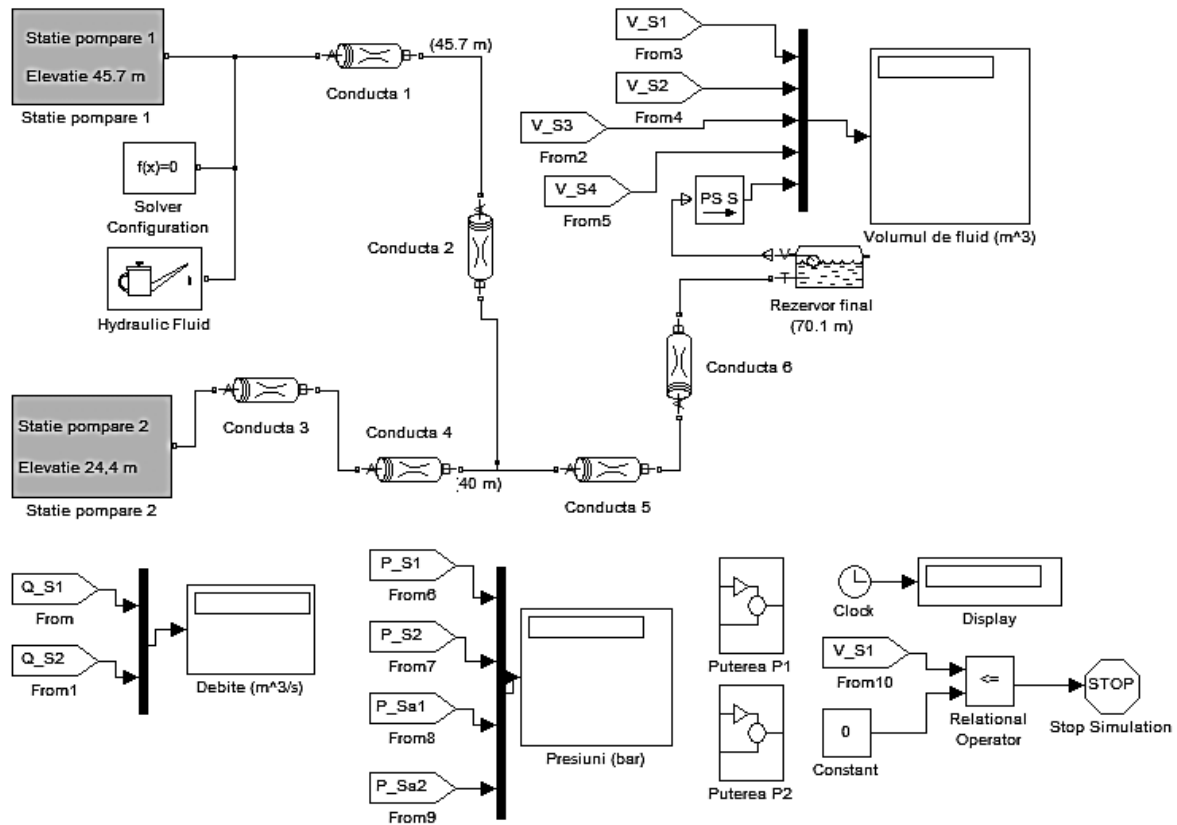 Statie pompare 1
Elevatie 45.7 m
Statie pompare 1
A
B
Conducta 1
(45.7 m)
f(x)=0
Solver
Configuration
Hydraulic Fluid
A
B
Conducta 2
V_S1
From3
V_S2
From4
V_S3
From2
V_S4
From5
PS S
Volumul de fluid (m^3)
V
T
Rezervor final
(70.1 m)
A
B
Conducta 6
Statie pompare 2
Elevatie 24,4 m
Statie pompare 2
A
B
Conducta 3
Conducta 4
A
B
(40 m)
A
B
Conducta 5
Q_S1
From
Q_S2
From1
Debite (m^3/s)
P_S1
From6
P_S2
From7
P_Sa1
From8
P_Sa2
From9
Presiuni (bar)
Puterea P1
Puterea P2
Clock
Display
V_S1
From10
0
Constant
<=
Relational
Operator
STOP
Stop Simulation